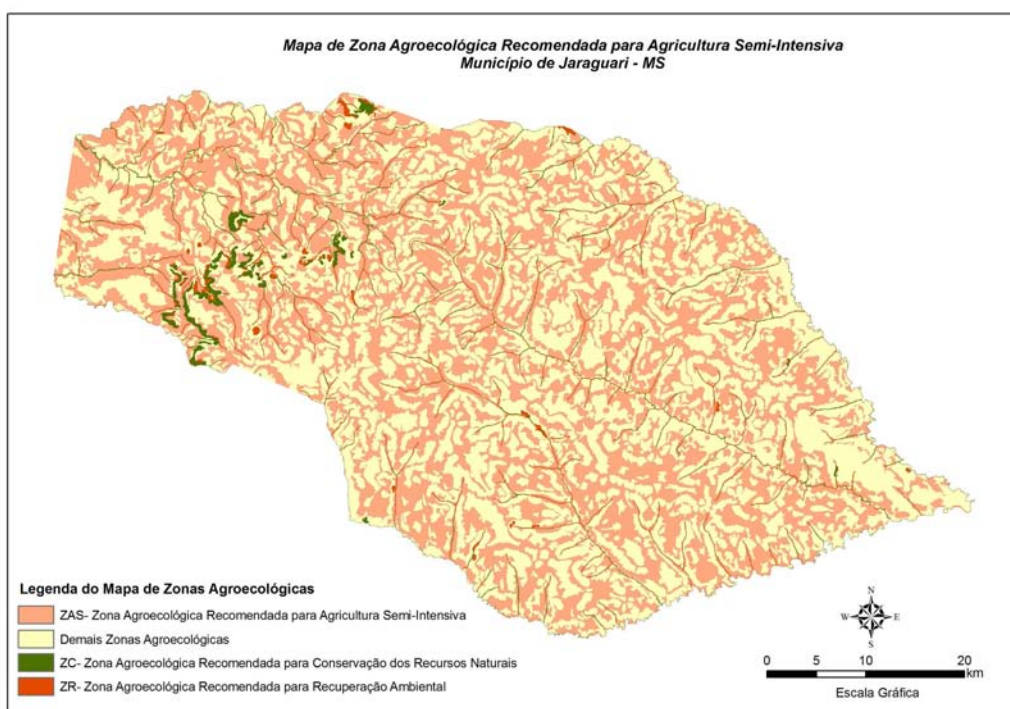 Mapa de Zona Agroecológica Recomendada para Agricultura Semi-Intensiva
Município de Jaraguari - MS
Legenda do Mapa de Zonas Agroecológicas
ZAS- Zona Agroecológica Recomendada para Agricultura Semi-Intensiva
Demais Zonas Agroecológicas
ZC- Zona Agroecológica Recomendada para Conservação dos Recursos Naturais
ZR- Zona Agroecológica Recomendada para Recuperação Ambiental
N
W E
S
0 5 10 20
km
Escala Gráfica